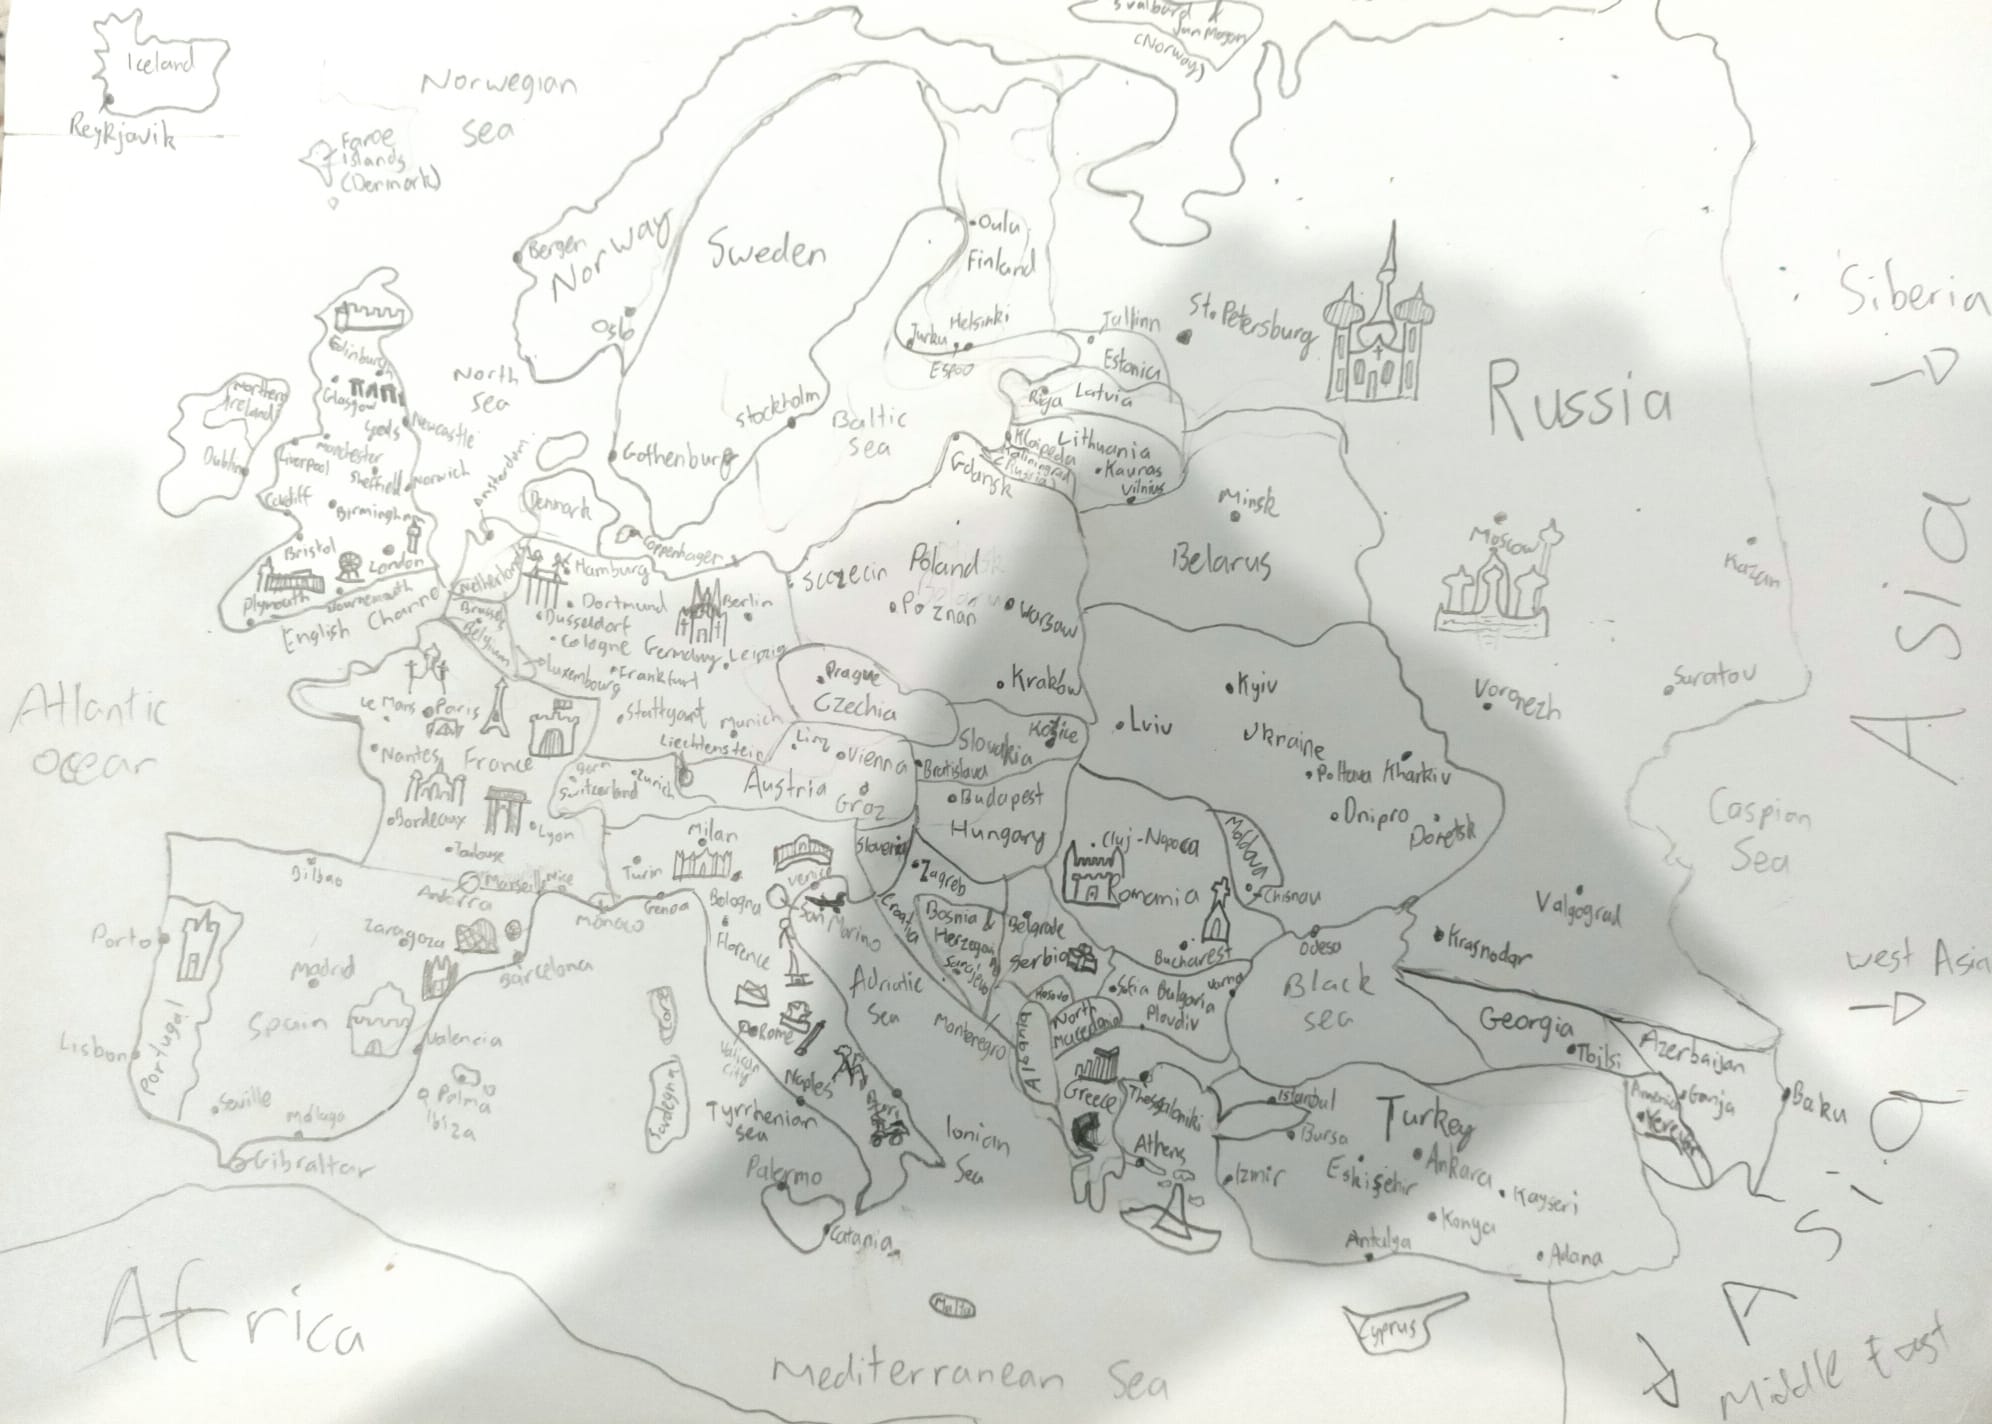 Iceland
Reykjavik
Norwegian
Sea
Faroe
Islands
(Denmark)
Svalbard &
Jan Mayen
(Norway)
Norway
Bergen
Oslo
Sweden
Stockholm
Gothenburg
Oulu
Finland
Helsinki
Turku
Espoo
Tallinn
Estonia
Riga
Latvia
Lithuania
Klaipeda
Kaliningrad
(Russia)
Kauras
Vilnius
St. Petersburg
Russia
Siberia
Asia
Moscow
Kazan
Voronezh
Suratov
Valgograd
Krasnodar
Caspian
Sea
West Asia
Asia
Middle East
Minsk
Belarus
Baltic
Sea
North
Sea
Edinburgh
Glasgow
Newcastle
Leeds
Manchester
Liverpool
Sheffield
Norwich
Cardiff
Birmingham
Bristol
London
Plymouth
Bournemouth
English Channel
Northern
Ireland
Dublin
Amsterdam
Netherland
Brussels
Belgium
Luxembourg
Denmark
Coppenhagen
Hamburg
Berlin
Dortmund
Dusseldorf
Cologne
Germany
Leipzig
Frankfurt
Stattgart
Munich
Liechtenstein
Szczecin
Poland
Poznan
Warsaw
Kraków
Gdansk
Prague
Czechia
Linz
Vienna
Austria
Graz
Switzerland
Zurich
Slovakia
Košice
Bratislava
Budapest
Hungary
Kyiv
Lviv
Ukraine
Poltava
Kharkiv
Dnipro
Donetsk
Odesa
Moldova
Chisnau
Cluj-Napoca
Romania
Bucharest
Atlantic
Ocean
Le Mans
Paris
Nantes
France
Bordeaux
Lyon
Toulouse
Marseille
Nice
Monaco
Andorra
Bilbao
Zaragoza
Barcelona
Madrid
Spain
Valencia
Palma
Ibiza
Seville
Málaga
Gibraltar
Porto
Lisbon
Portugal
Milan
Turin
Genoa
Venice
Bologna
San Marino
Florence
Rome
Vatican
City
Naples
Bari
Sardegna
Palermo
Catania
Tyrrhenian
Sea
Adriatic
Sea
Ionian
Sea
Slovenia
Zagreb
Croatia
Bosnia &
Herzegovina
Sarajevo
Belgrade
Serbia
Montenegro
Kosovo
North
Macedonia
Albania
Sofia
Bulgaria
Varna
Plovdiv
Greece
Thessaloniki
Athens
Black
Sea
Georgia
Tbilsi
Azerbaijan
Ganja
Baku
Armenia
Yerevan
Turkey
Istanbul
Bursa
Izmir
Eskişehir
Ankara
Kayseri
Konya
Antalya
Adana
Cyprus
Malta
Africa
Mediterranean Sea